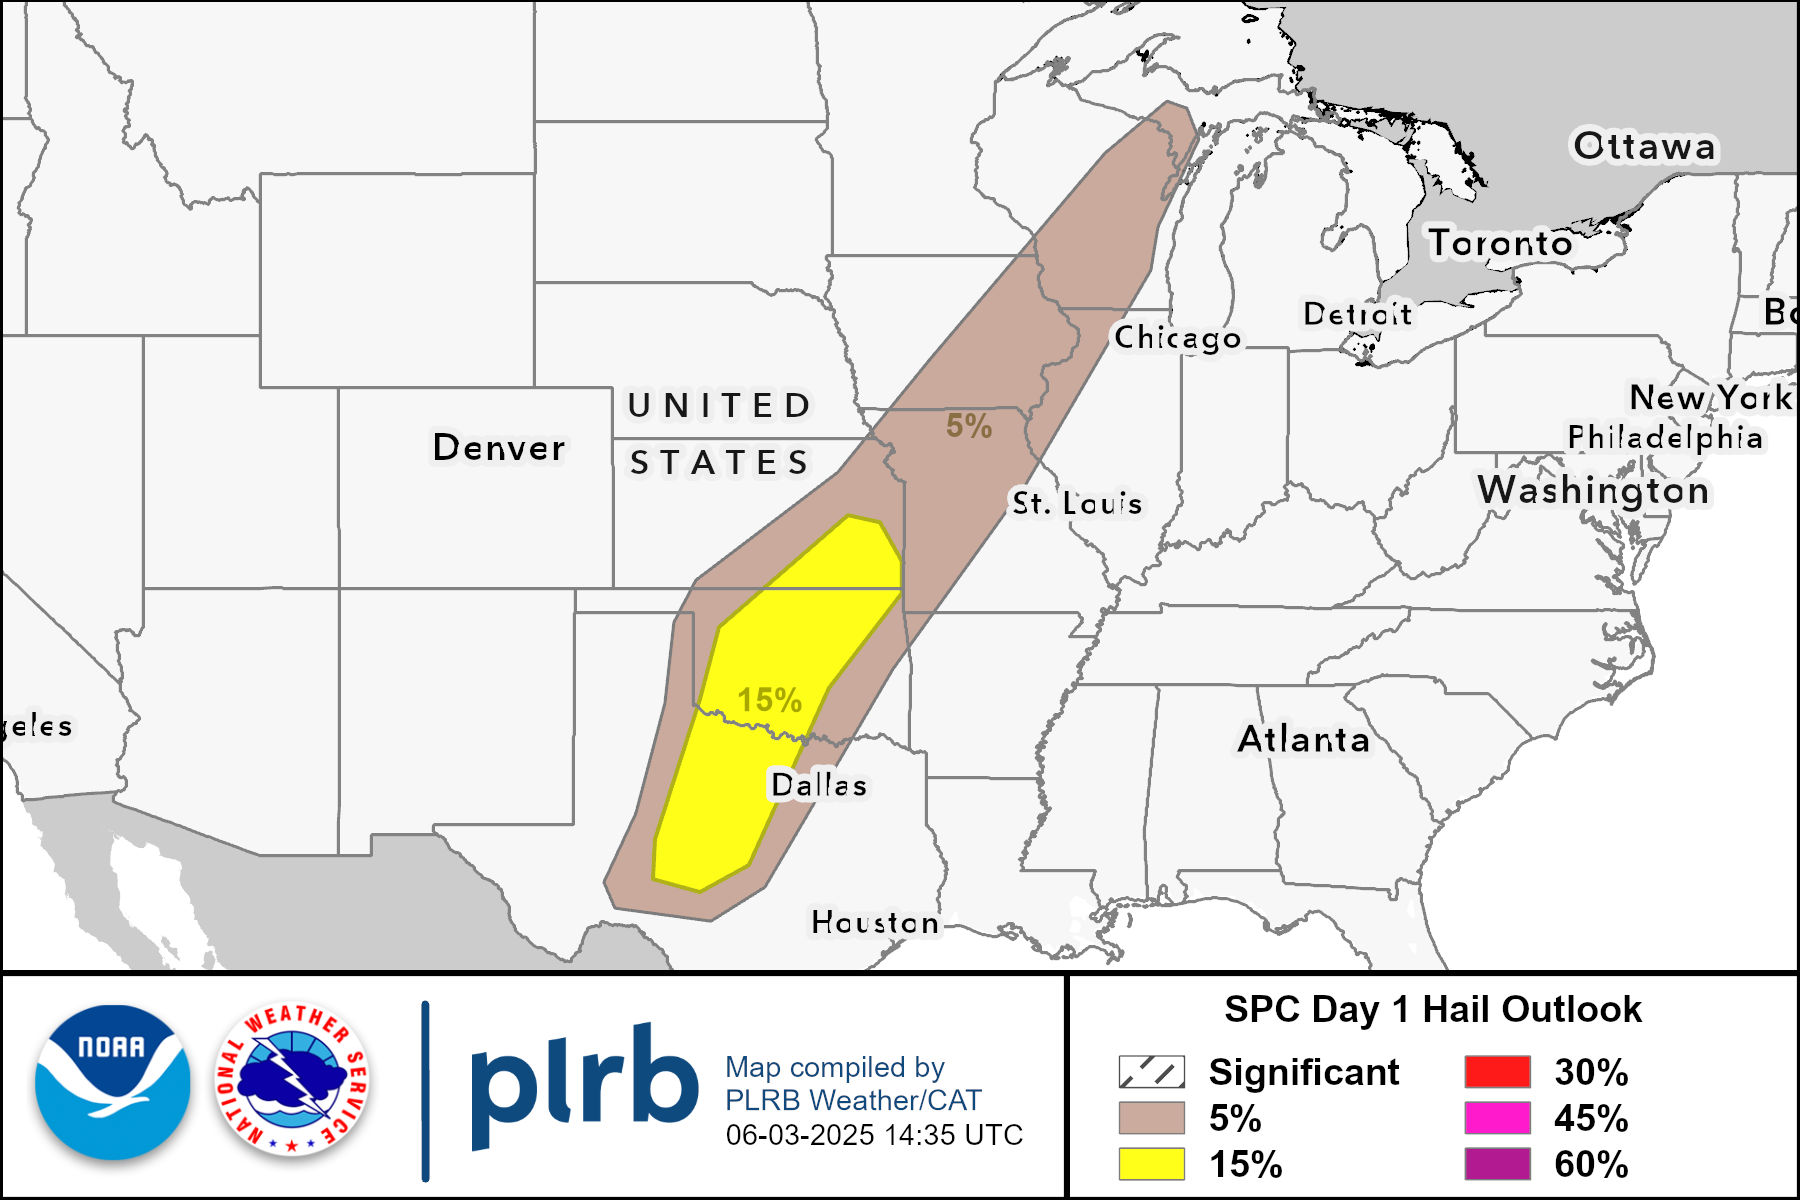 Ottawa
Toronto
Detroit
Chicago
UNITED
STATES
Denver
5%
New York
Philadelphia
Washington
St. Louis
15%
geles
Atlanta
Dallas
Houston
NOAA
NATIONAL WEATHER SERVICE
plrb
Map compiled by
PLRB Weather/CAT
06-03-2025 14:35 UTC
SPC Day 1 Hail Outlook
Significant
5%
15%
30%
45%
60%